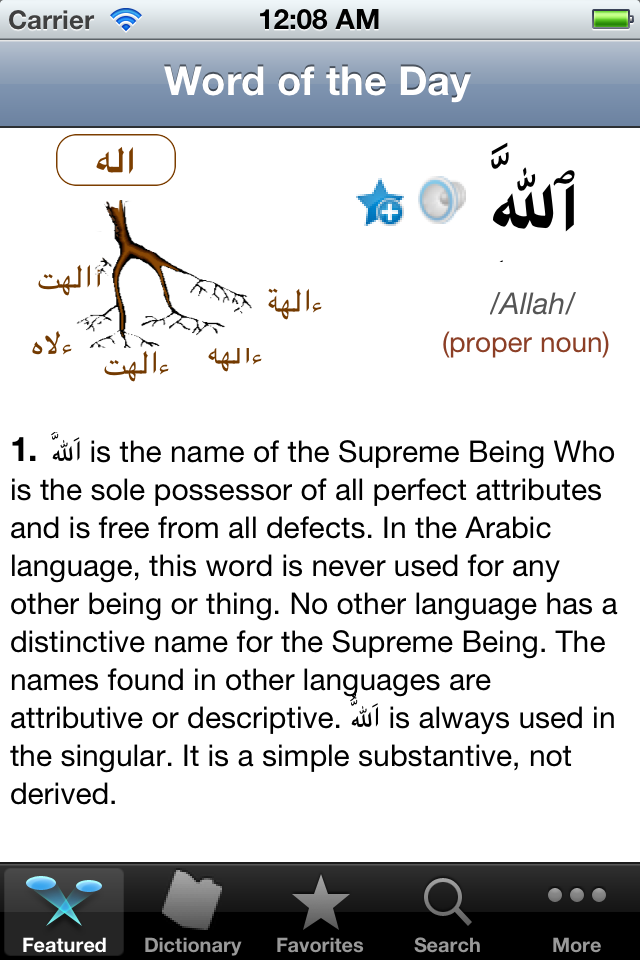 Carrier 12:08 AM
Word of the Day
اله
ٱللَّه
أالهت
ءالهة
ءلاه
ءالهت
ءالهه
/Allah/
(proper noun)
1. اَللّٰهُ is the name of the Supreme Being Who
is the sole possessor of all perfect attributes
and is free from all defects. In the Arabic
language, this word is never used for any
other being or thing. No other language has a
distinctive name for the Supreme Being. The
names found in other languages are
attributive or descriptive. اَللّٰهُ is always used in
the singular. It is a simple substantive, not
derived.
Featured Dictionary Favorites Search More